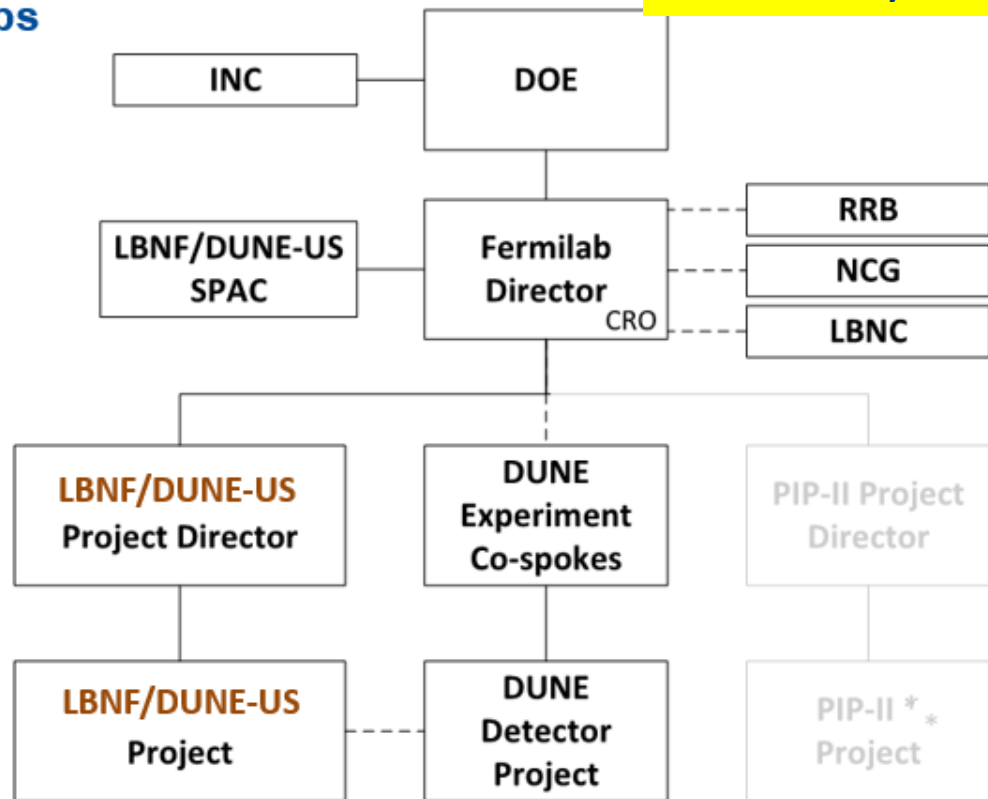 INC
DOE
LBNF/DUNE-US
SPAC
Fermilab
Director
CRO
RRB
NCG
LBNC
LBNF/DUNE-US
Project Director
DUNE
Experiment
Co-spokes
PIP-II Project
Director
LBNF/DUNE-US
Project
DUNE
Detector
Project
PIP-II * *
Project